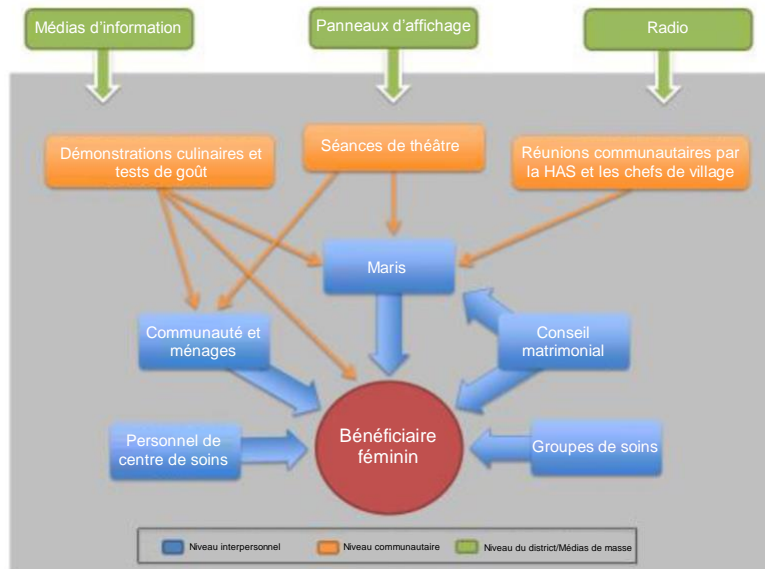 Médias d'information
Panneaux d'affichage
Radio
Démonstrations culinaires et
tests de goût
Séances de théâtre
Réunions communautaires par
la HAS et les chefs de village
Maris
Communauté et
ménages
Conseil
matrimonial
Personnel de
centre de soins
Bénéficiaire
féminin
Groupes de soins
Niveau interpersonnel
Niveau communautaire
Niveau du district/Médias de masse